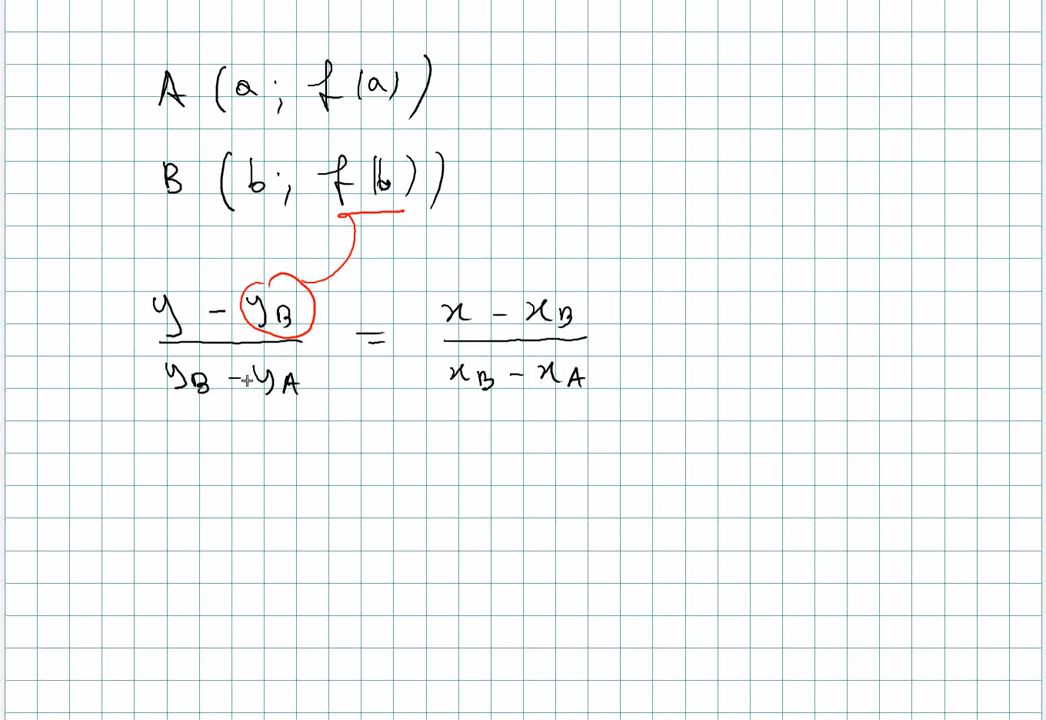 A (a; f(a))
B (b; f(b))
y - yB = x - xB
yB - yA xB - xA